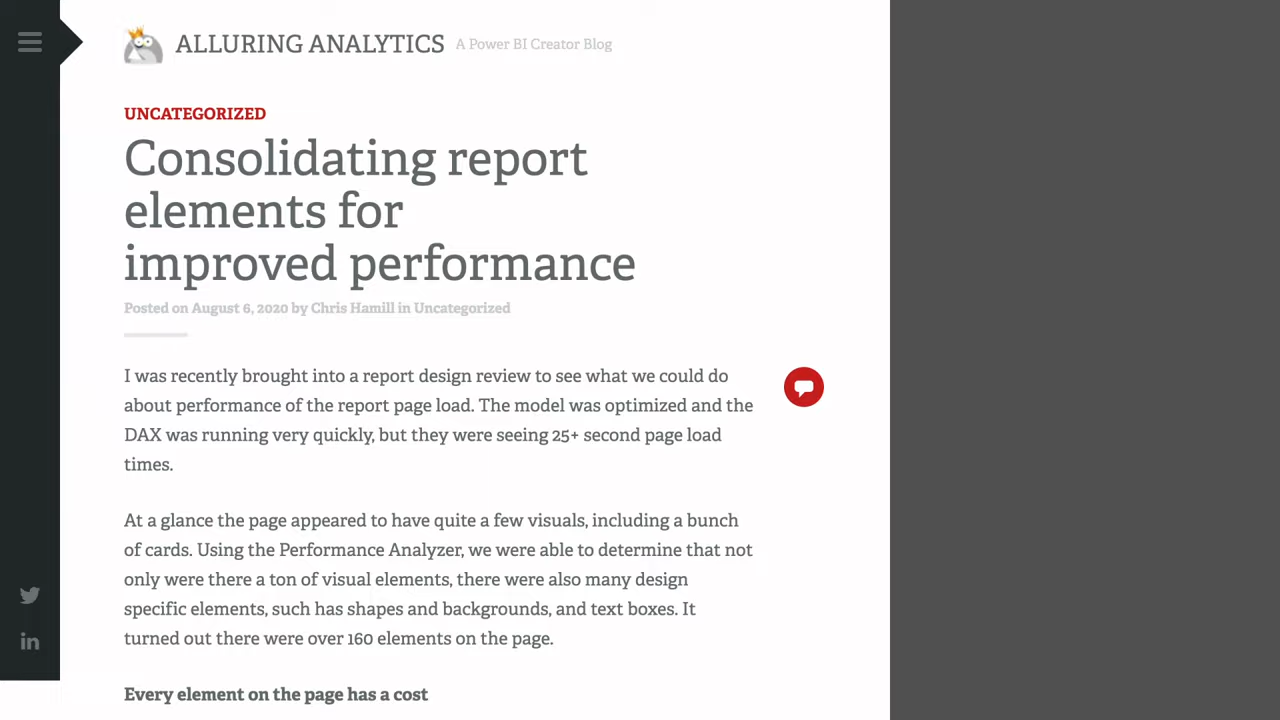 ALLURING ANALYTICS A Power BI Creator Blog
UNCATEGORIZED
Consolidating report
elements for
improved performance
Posted on August 6, 2020 by Chris Hamill in Uncategorized
I was recently brought into a report design review to see what we could do
about performance of the report page load. The model was optimized and the
DAX was running very quickly, but they were seeing 25+ second page load
times.
At a glance the page appeared to have quite a few visuals, including a bunch
of cards. Using the Performance Analyzer, we were able to determine that not
only were there a ton of visual elements, there were also many design
specific elements, such has shapes and backgrounds, and text boxes. It
turned out there were over 160 elements on the page.
Every element on the page has a cost